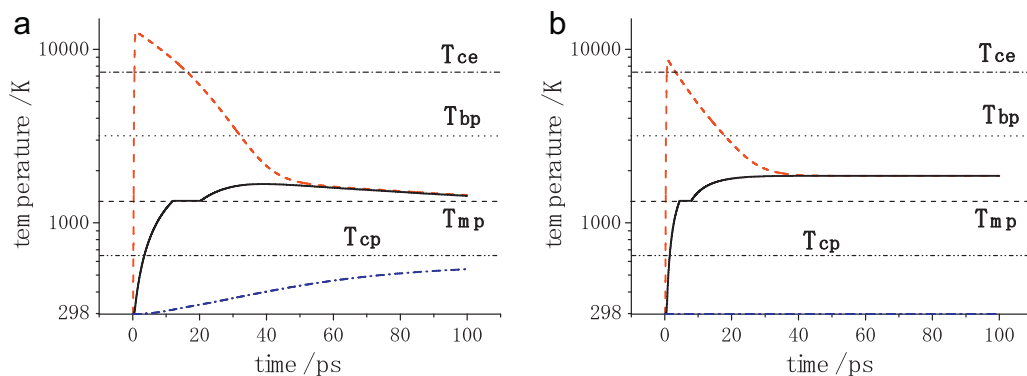 a
b
temperature /K
10000
1000
298
Tce
Tbp
Tmp
Tcp
0 20 40 60 80 100
time /ps
temperature /K
10000
1000
298
Tce
Tbp
Tmp
Tcp
0 20 40 60 80 100
time /ps